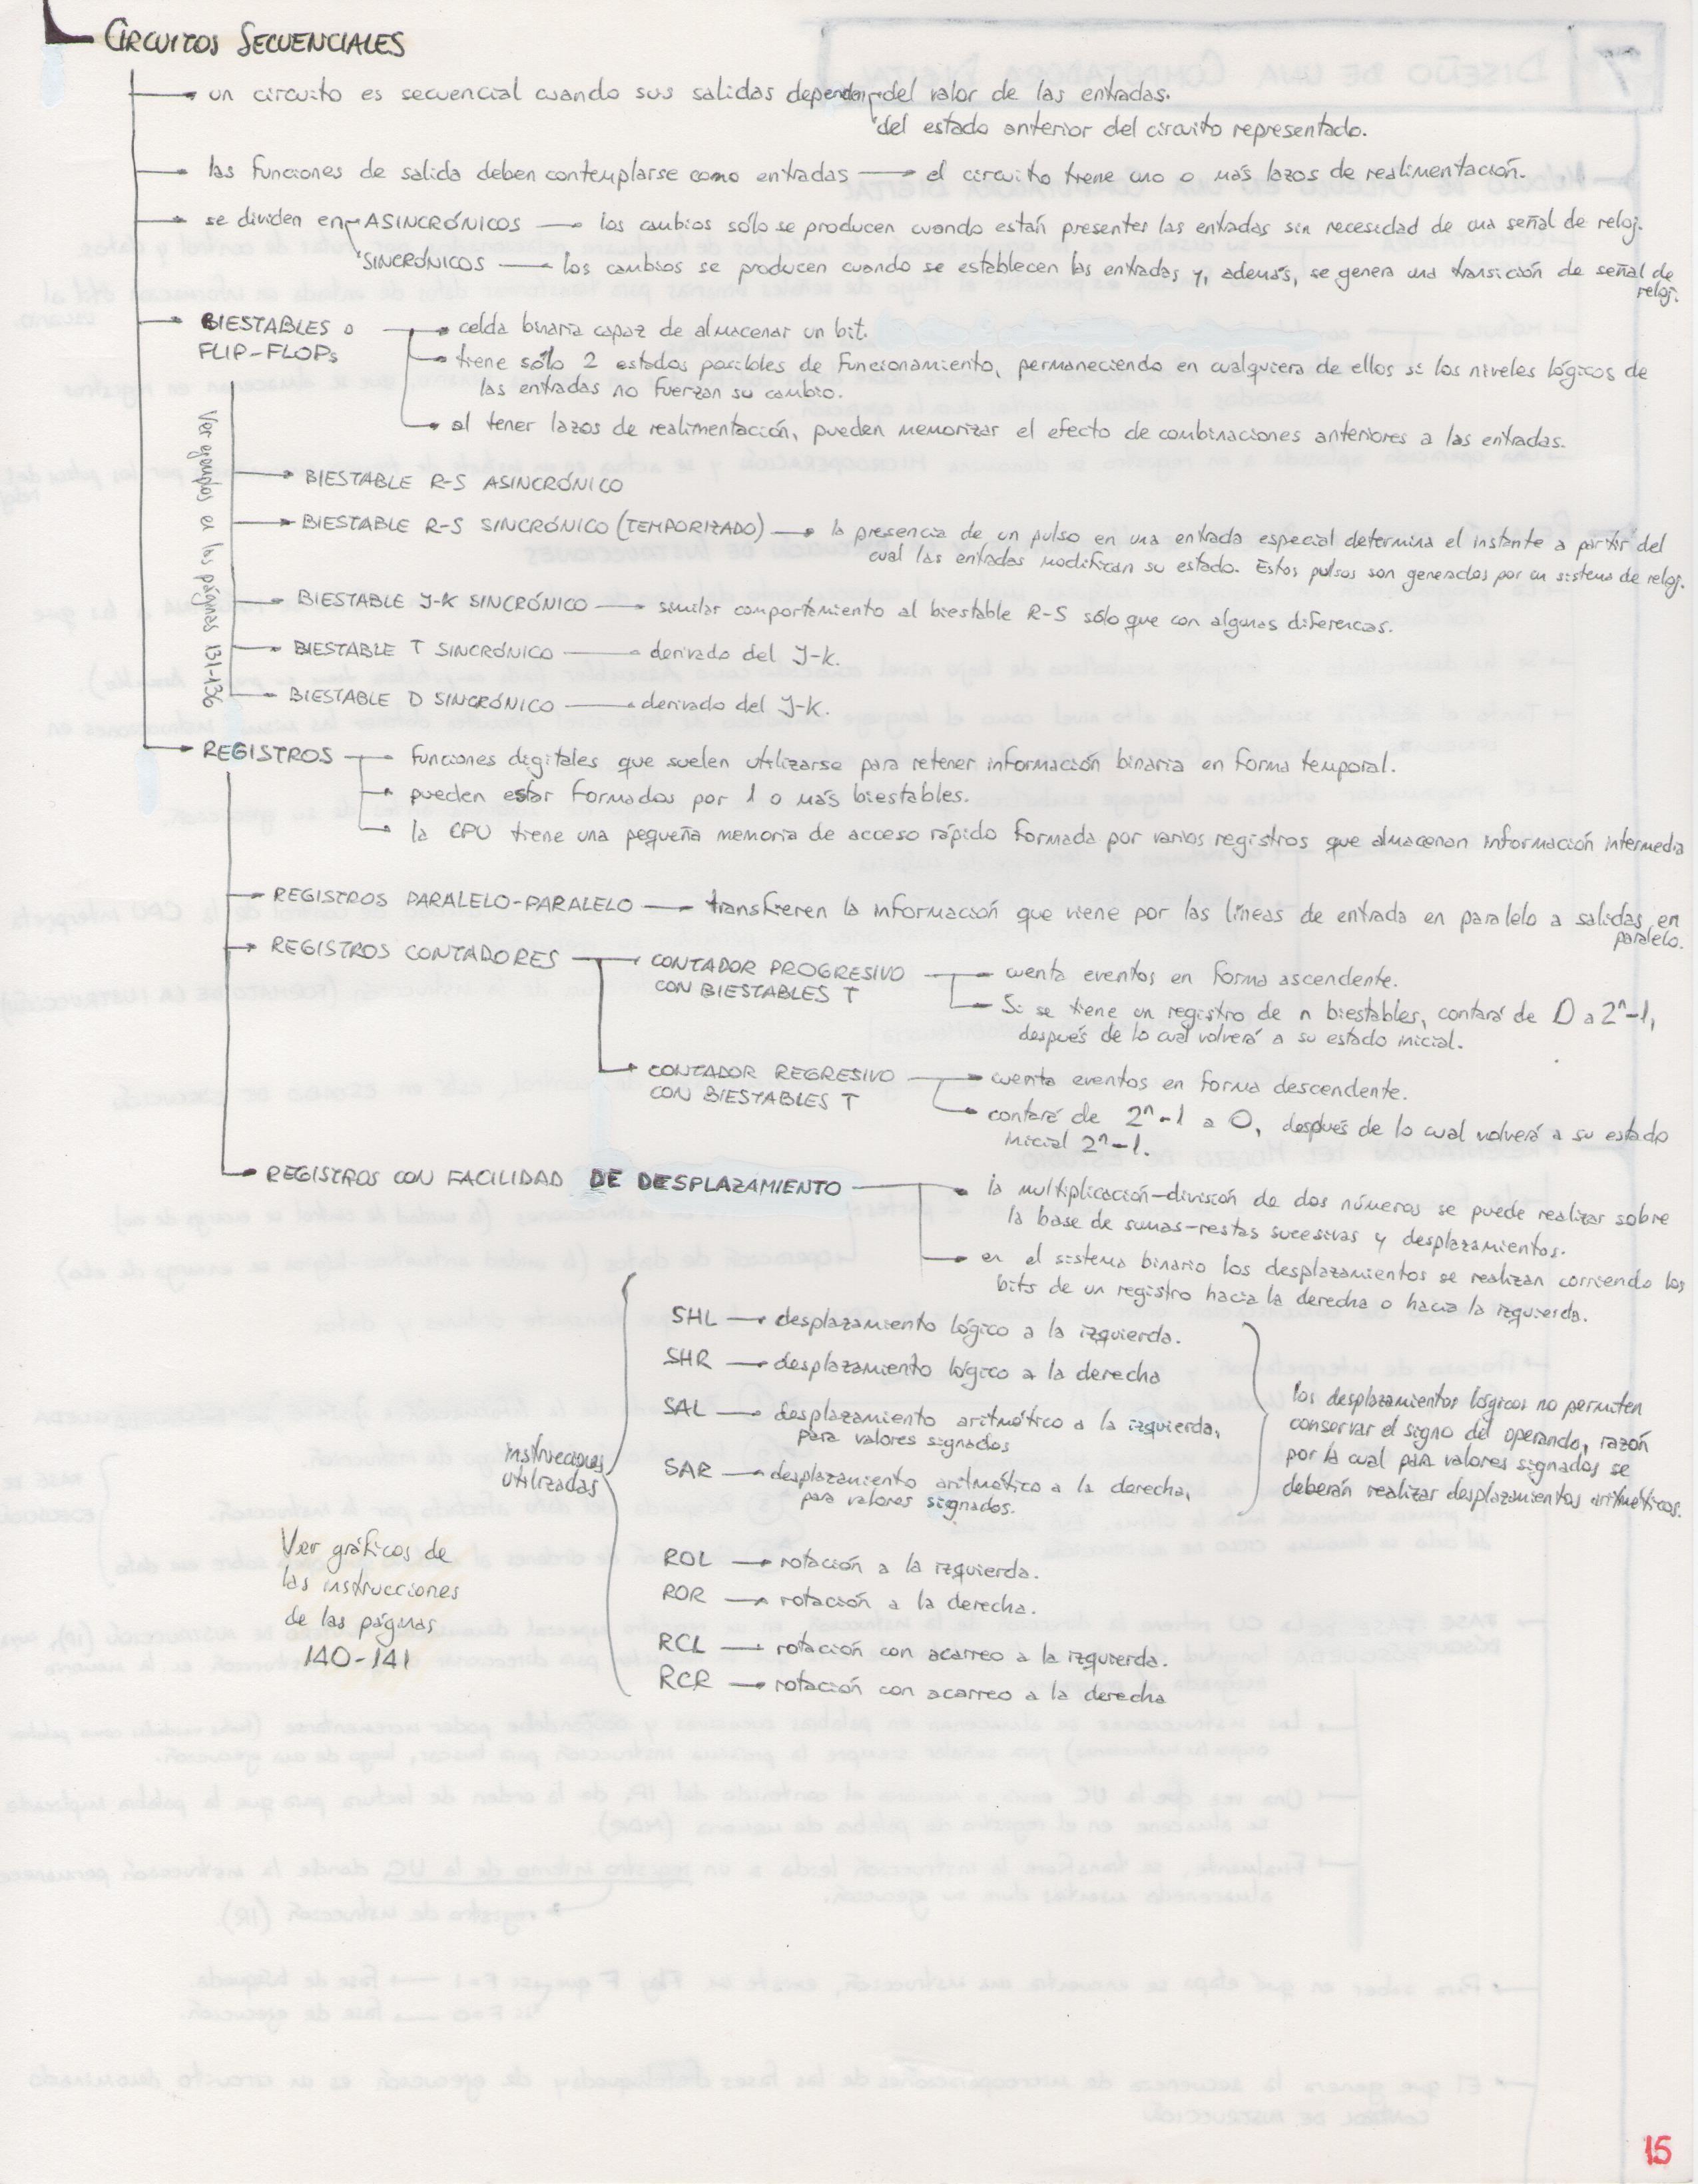 CIRCUITOS SECUENCIALES
un circuito es secuencial cuando sus salidas dependen del valor de las entradas.
del estado anterior del circuito representado.
las funciones de salida deben contemplarse como entradas → el circuito tiene uno o más lazos de realimentación.
se dividen en ASINCRÓNICOS → los cambios sólo se producen cuando están presentes las entradas sin necesidad de una señal de reloj.
SINCRÓNICOS → los cambios se producen cuando se establecen las entradas y, además, se genera una transición de señal de
reloj.
BIESTABLES o
FLIP-FLOPs
celda binaria capaz de almacenar un bit.
tiene sólo 2 estados posibles de funcionamiento, permaneciendo en cualquiera de ellos si los niveles lógicos de
las entradas no fuerzan su cambio.
al tener lazos de realimentación, pueden memorizar el efecto de combinaciones anteriores a las entradas.
Ver ejemplos en las páginas 131-136
BIESTABLE R-S ASINCRÓNICO
BIESTABLE R-S SINCRÓNICO (TEMPORIZADO) → la presencia de un pulso en una entrada especial determina el instante a partir del
cual las entradas modifican su estado. Estos pulsos son generados por un sistema de reloj.
BIESTABLE J-K SINCRÓNICO → similar comportamiento al biestable R-S sólo que con algunas diferencias.
BIESTABLE T SINCRÓNICO → derivado del J-K.
BIESTABLE D SINCRÓNICO → derivado del J-K.
REGISTROS → funciones digitales que suelen utilizarse para retener información binaria en forma temporal.
pueden estar formados por 1 o más biestables.
la CPU tiene una pequeña memoria de acceso rápido formada por varios registros que almacenan información intermedia
REGISTROS PARALELO-PARALELO → transfieren la información que viene por las líneas de entrada en paralelo a salidas en
paralelo.
REGISTROS CONTADORES
CONTADOR PROGRESIVO
CON BIESTABLES T
cuenta eventos en forma ascendente.
Si se tiene un registro de n biestables, contará de 0 a 2^n-1,
después de lo cual volverá a su estado inicial.
CONTADOR REGRESIVO
CON BIESTABLES T
cuenta eventos en forma descendente.
contará de 2^n-1 a 0, después de lo cual volverá a su estado
inicial 2^n-1.
REGISTROS CON FACILIDAD DE DESPLAZAMIENTO
la multiplicación-división de dos números se puede realizar sobre
la base de sumas-restas sucesivas y desplazamientos.
en el sistema binario los desplazamientos se realizan corriendo los
bits de un registro hacia la derecha o hacia la izquierda.
instrucciones
utilizadas
SHL → desplazamiento lógico a la izquierda.
SHR → desplazamiento lógico a la derecha
SAL → desplazamiento aritmético a la izquierda,
para valores signados
SAR → desplazamiento aritmético a la derecha,
para valores signados.
los desplazamientos lógicos no permiten
conservar el signo del operando, razón
por la cual para valores signados se
deberán realizar desplazamientos aritméticos.
ROL → rotación a la izquierda.
ROR → rotación a la derecha.
RCL → rotación con acarreo a la izquierda.
RCR → rotación con acarreo a la derecha
Ver gráficos de
las instrucciones
de las páginas
140-141
15